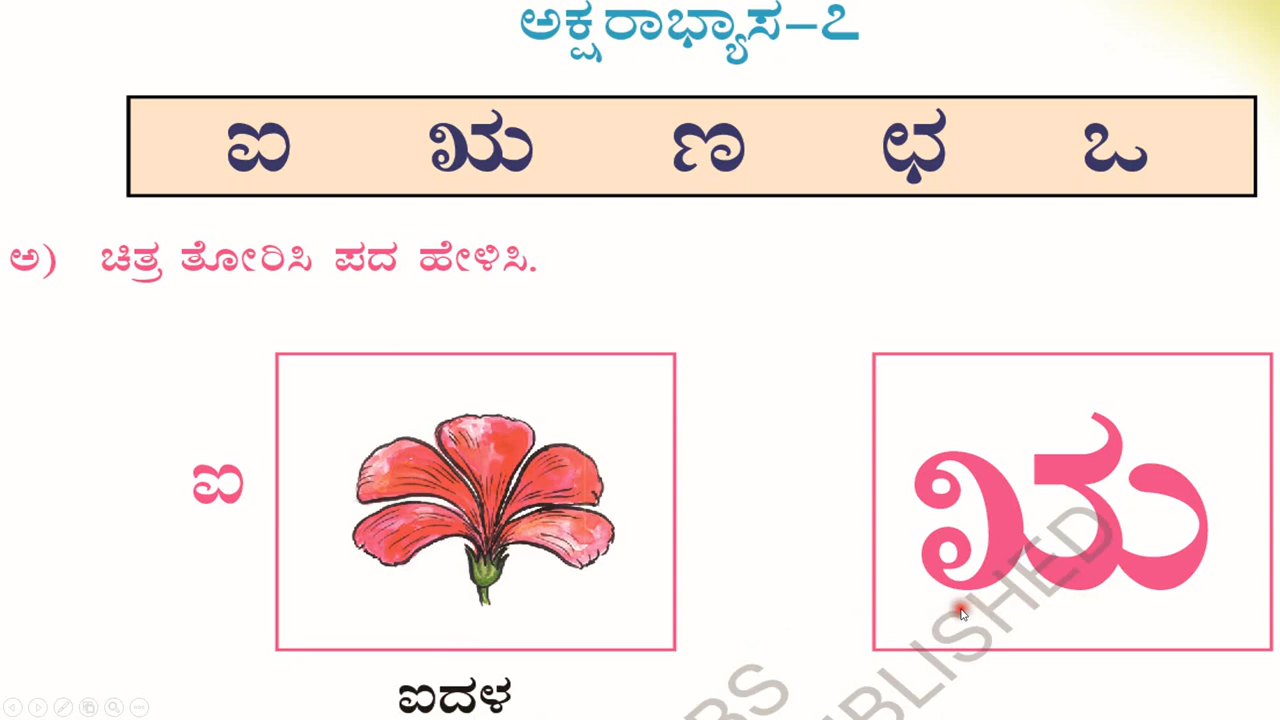 ಅಕ್ಷರಾಭ್ಯಾಸ-೭
ಐ ಋ ಣ ಛ ಒ
ಅ) ಚಿತ್ರ ತೋರಿಸಿ ಪದ ಹೇಳಿಸಿ.
ಐ
ಋ
ಐದಳ